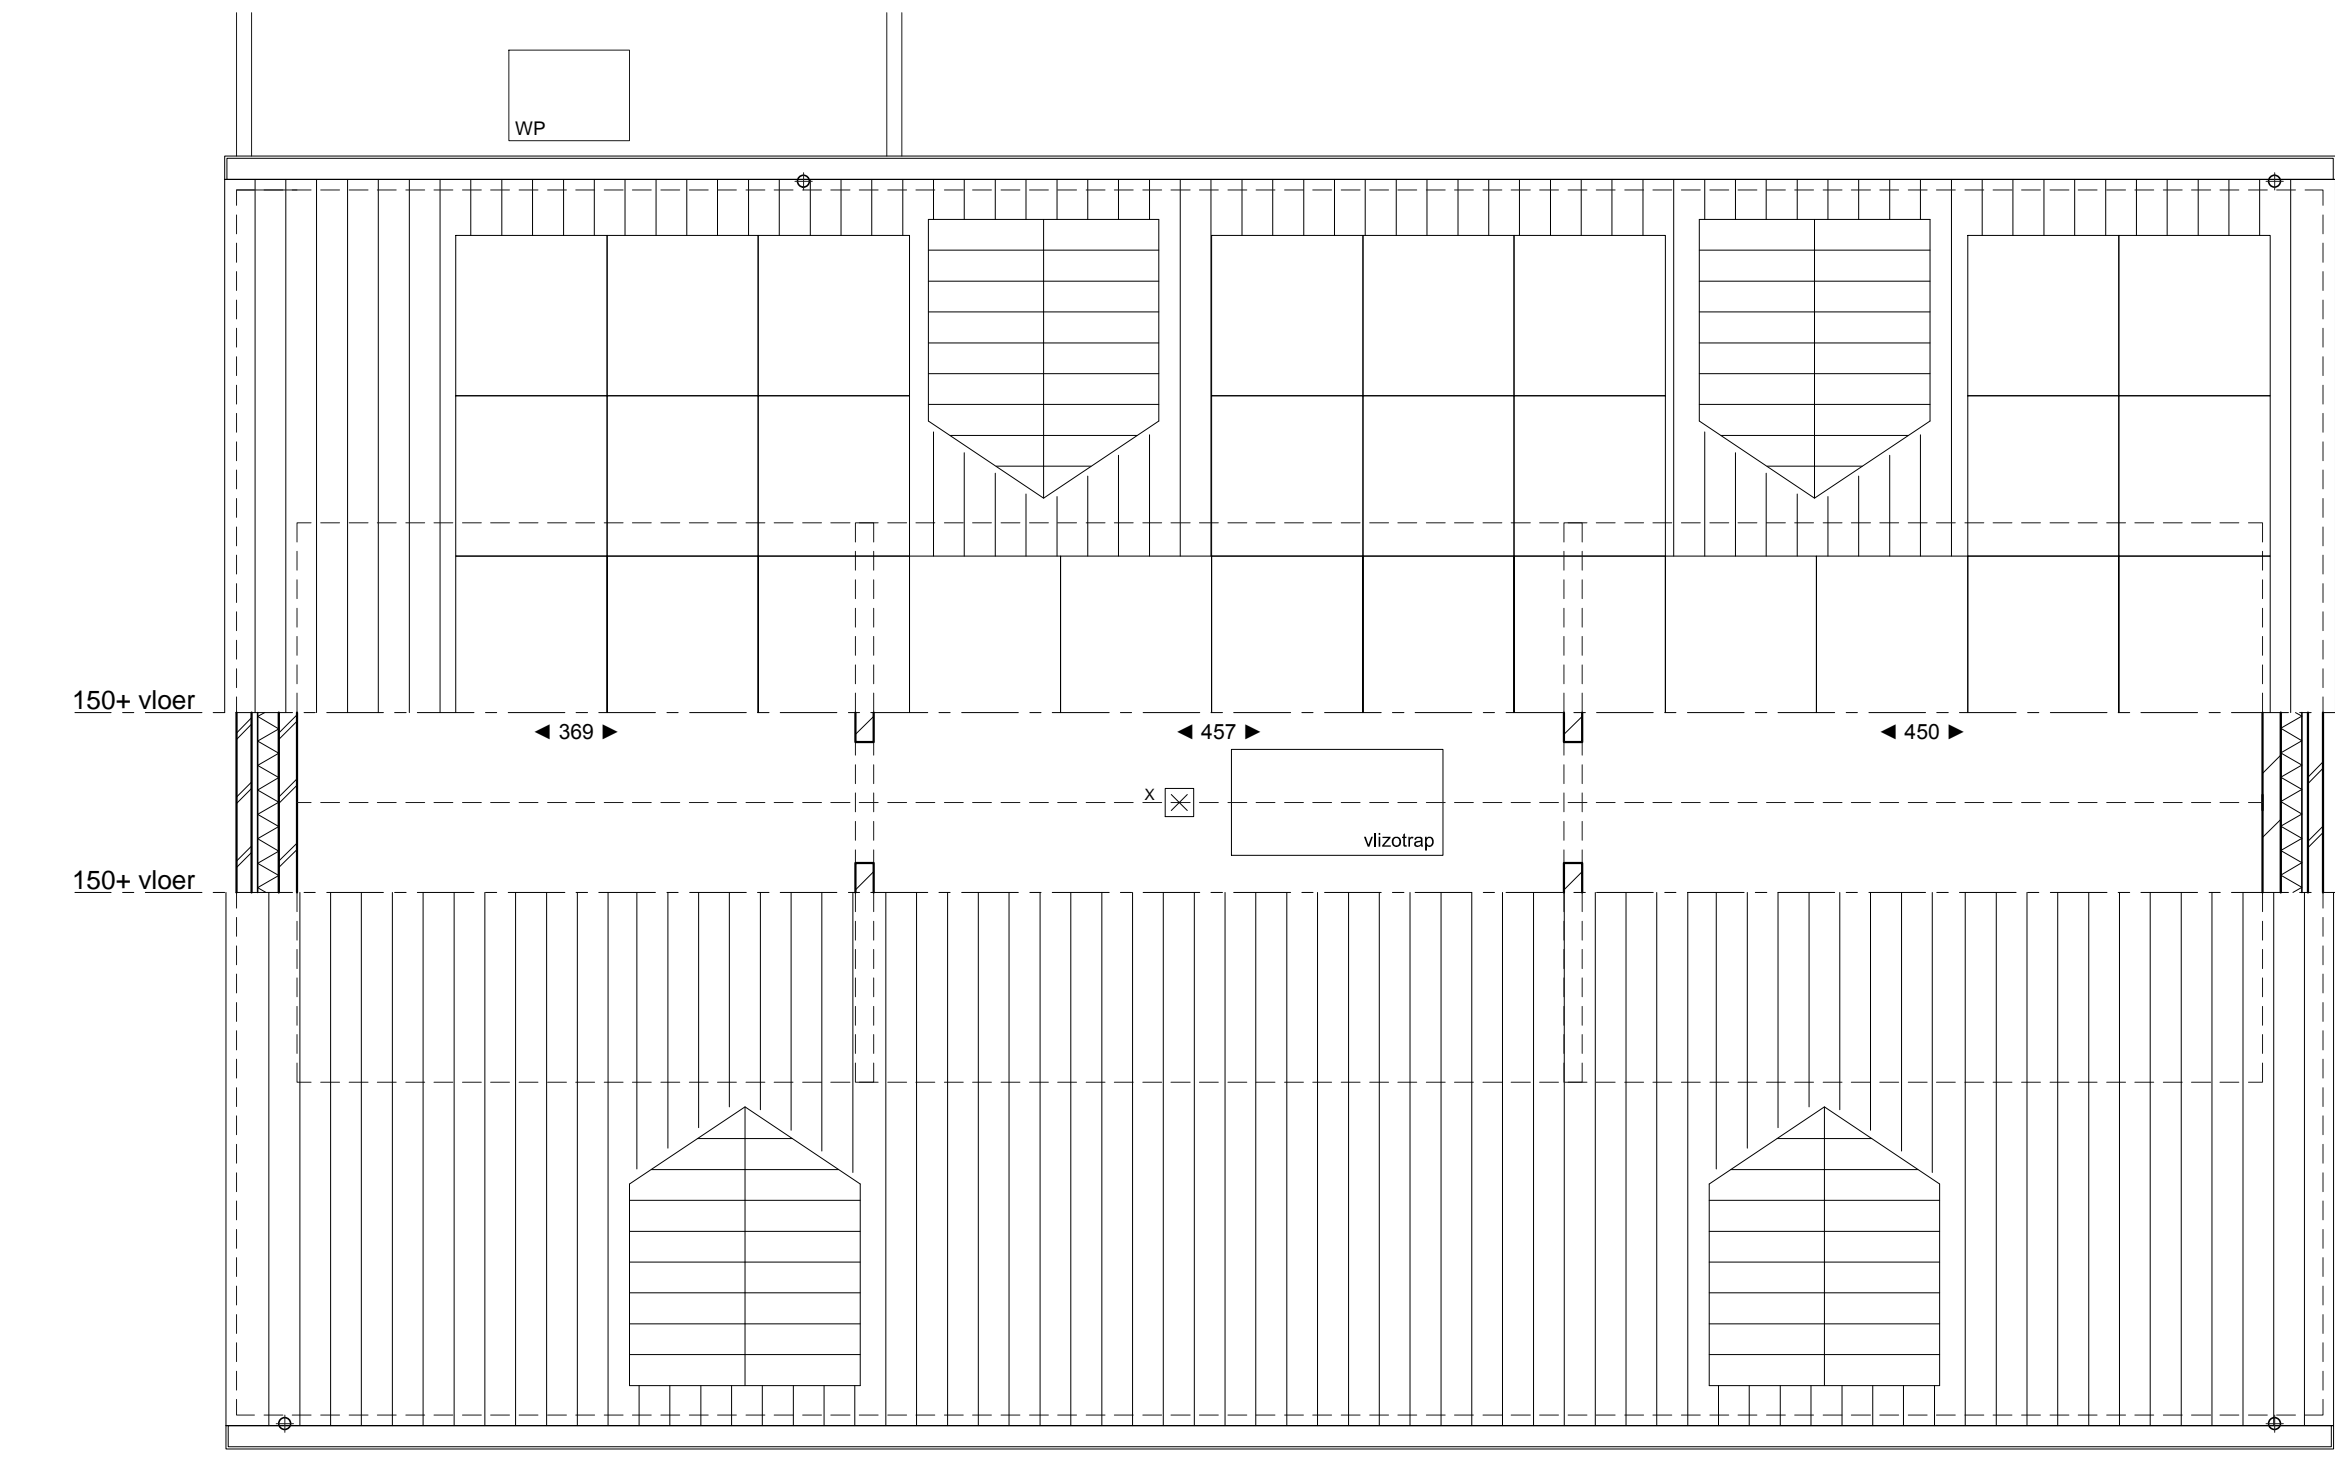 WP
150+ vloer
◄ 369 ► ◄ 457 ► ◄ 450 ►
x
vlizotrap
150+ vloer